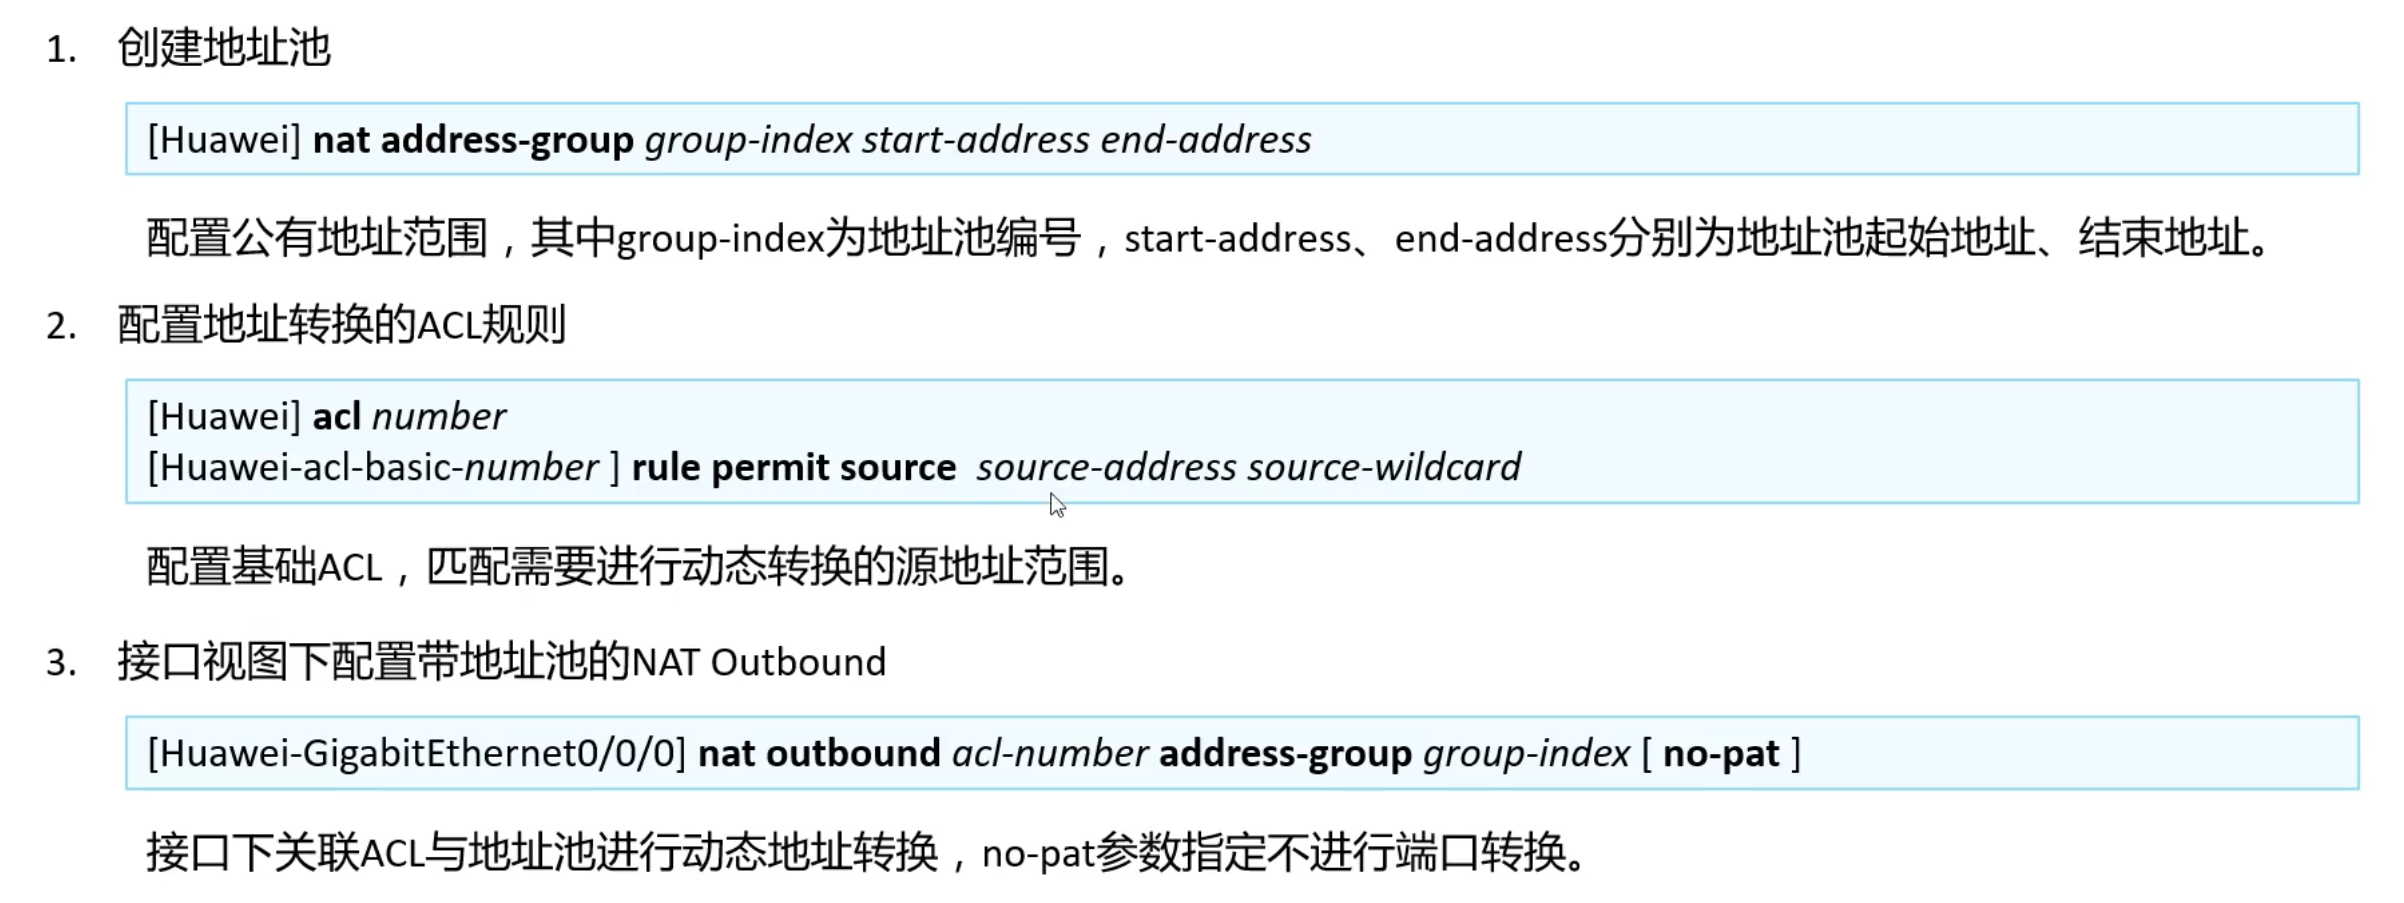 1. 创建地址池
[Huawei] nat address-group group-index start-address end-address
配置公有地址范围，其中group-index为地址池编号，start-address、end-address分别为地址池起始地址、结束地址。
2. 配置地址转换的ACL规则
[Huawei] acl number
[Huawei-acl-basic-number ] rule permit source source-address source-wildcard
配置基础ACL，匹配需要进行动态转换的源地址范围。
3. 接口视图下配置带地址池的NAT Outbound
[Huawei-GigabitEthernet0/0/0] nat outbound acl-number address-group group-index [ no-pat ]
接口下关联ACL与地址池进行动态地址转换，no-pat参数指定不进行端口转换。